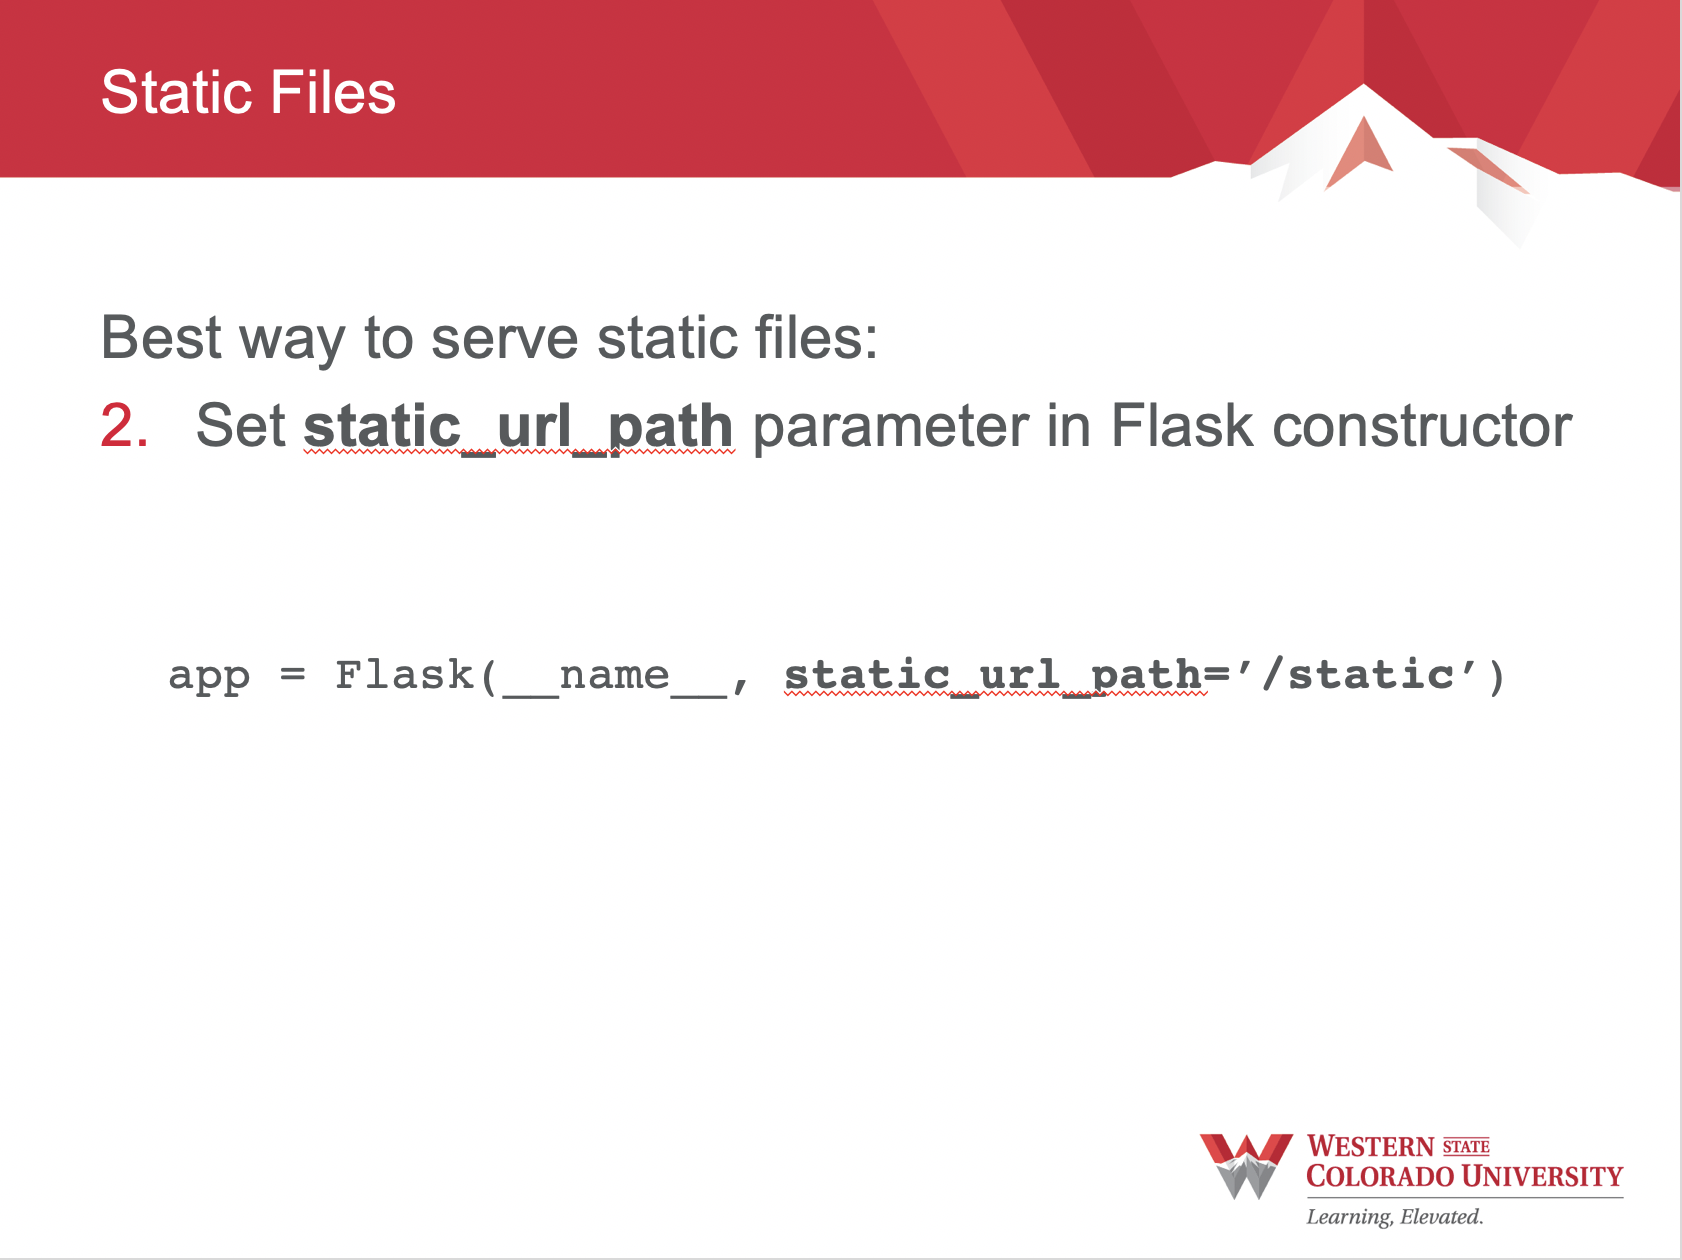 Static Files
Best way to serve static files:
2. Set static_url_path parameter in Flask constructor
app = Flask(__name__, static_url_path=’/static’)
WESTERN STATE
COLORADO UNIVERSITY
Learning, Elevated.